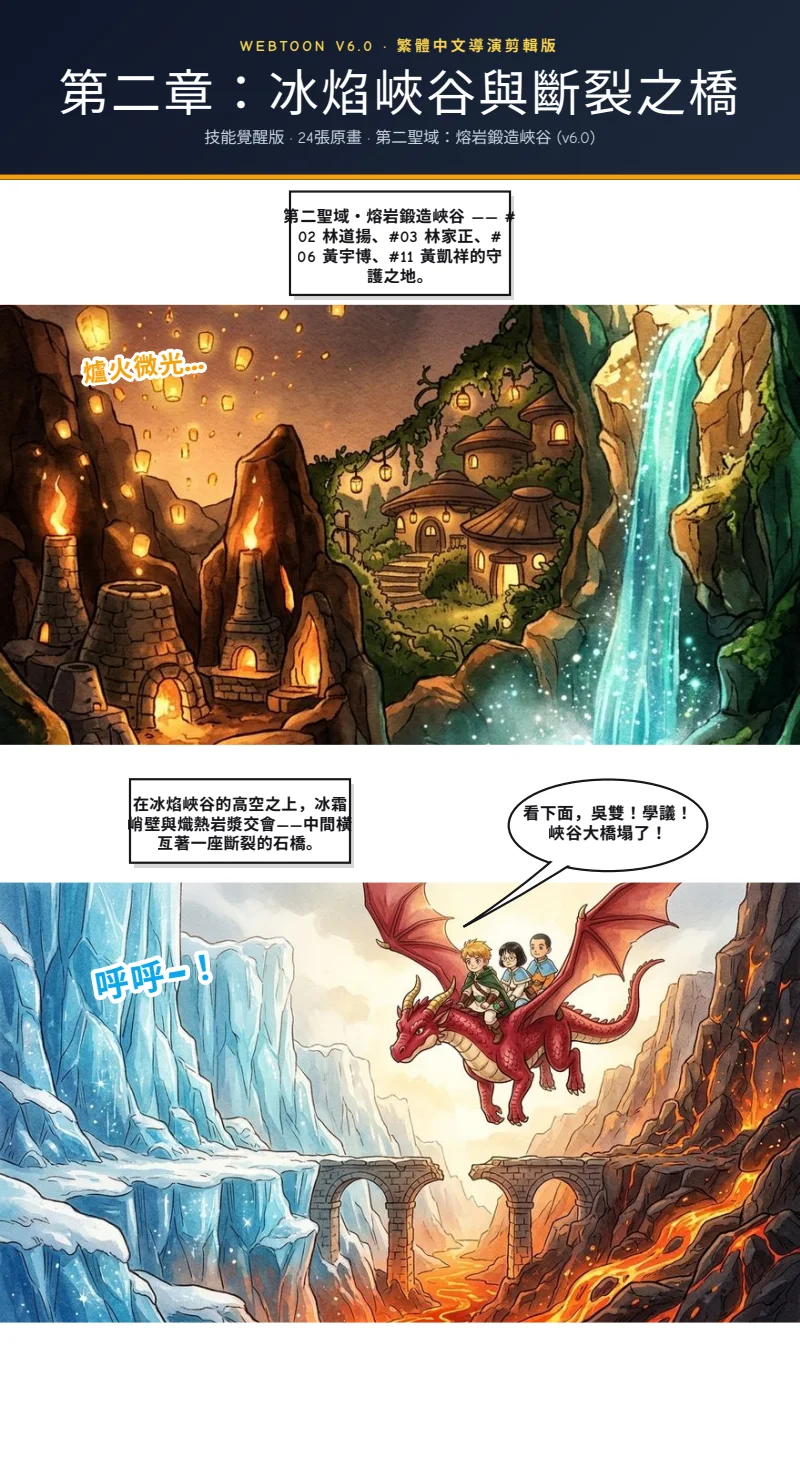 WEBTOON V6.0 · 繁體中文導演剪輯版
第二章：冰焰峽谷與斷裂之橋
技能覺醒版 · 24張原畫 · 第二聖域：熔岩鍛造峽谷 (v6.0)
第二聖域・熔岩鍛造峽谷 —— #
02 林道揚、#03 林家正、#
06 黃宇博、#11 黃凱祥的守
護之地。
爐火微光...
在冰焰峽谷的高空之上，冰霜
峭壁與熾熱岩漿交會——中間橫
亙著一座斷裂的石橋。
看下面，吳雙！學議！
峽谷大橋塌了！
呼呼—！